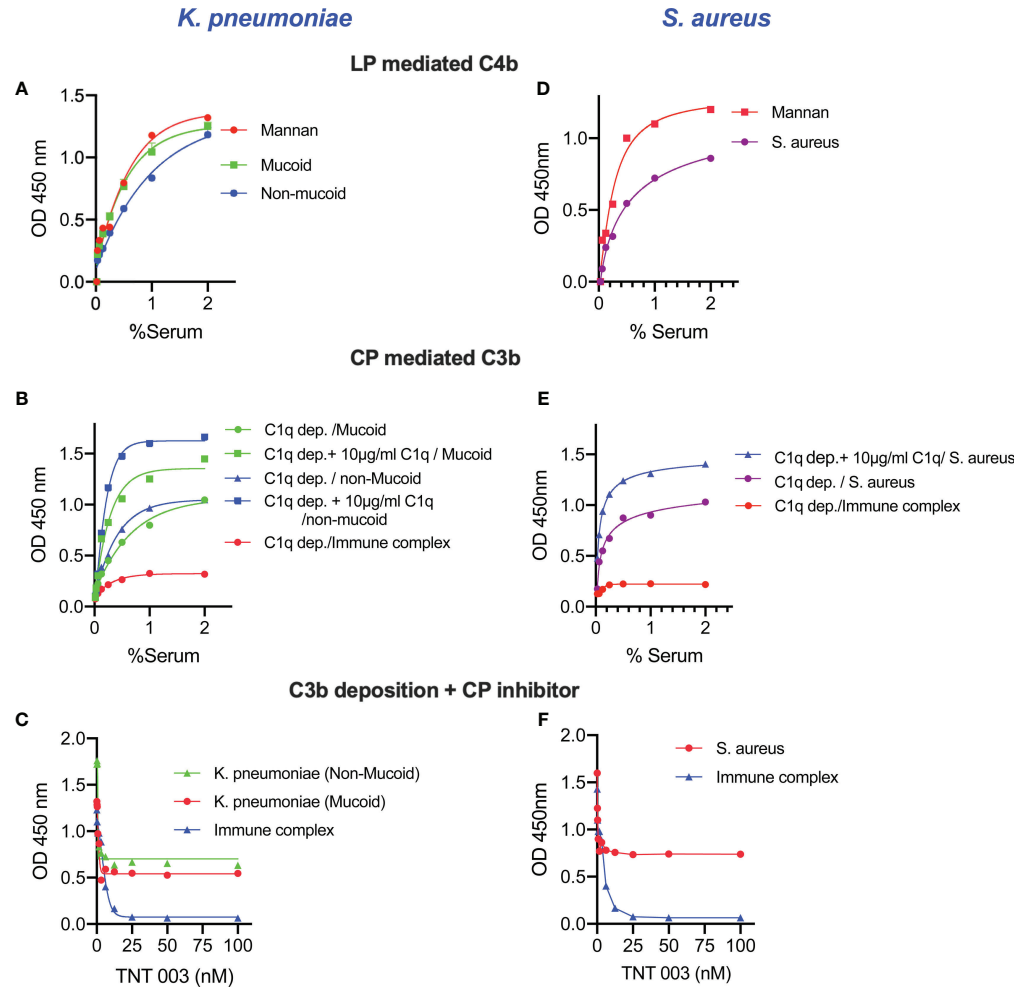 K. pneumoniae
S. aureus
LP mediated C4b
A
OD 450 nm
1.5
1.0
0.5
0.0
0 1 2
%Serum
Mannan
Mucoid
Non-mucoid
D
OD 450nm
1.0
0.5
0.0
0 1 2
% Serum
Mannan
S. aureus
CP mediated C3b
B
OD 450 nm
1.5
1.0
0.5
0.0
0 1 2
%Serum
C1q dep. /Mucoid
C1q dep.+ 10µg/ml C1q / Mucoid
C1q dep. / non-Mucoid
C1q dep. + 10µg/ml C1q
/non-mucoid
C1q dep./Immune complex
E
OD 450nm
1.5
1.0
0.5
0.0
0 1 2
% Serum
C1q dep.+ 10µg/ml C1q/ S. aureus
C1q dep. / S. aureus
C1q dep./Immune complex
C3b deposition + CP inhibitor
C
OD 450 nm
2.0
1.5
1.0
0.5
0.0
0 25 50 75 100
TNT 003 (nM)
K. pneumoniae (Non-Mucoid)
K. pneumoniae (Mucoid)
Immune complex
F
OD 450nm
2.0
1.5
1.0
0.5
0.0
0 25 50 75 100
TNT 003 (nM)
S. aureus
Immune complex